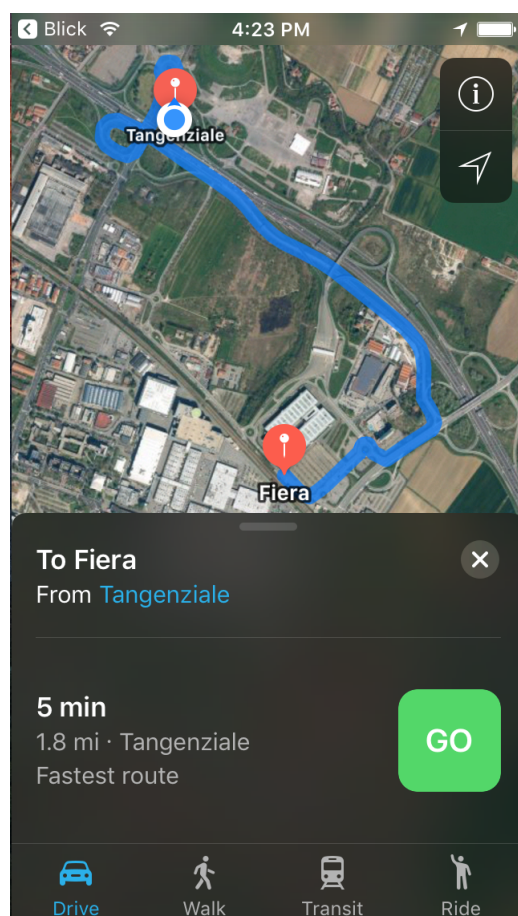 Blick
4:23 PM
i
Tangenziale
Fiera
To Fiera
From Tangenziale
5 min
1.8 mi · Tangenziale
Fastest route
GO
Drive
Walk
Transit
Ride